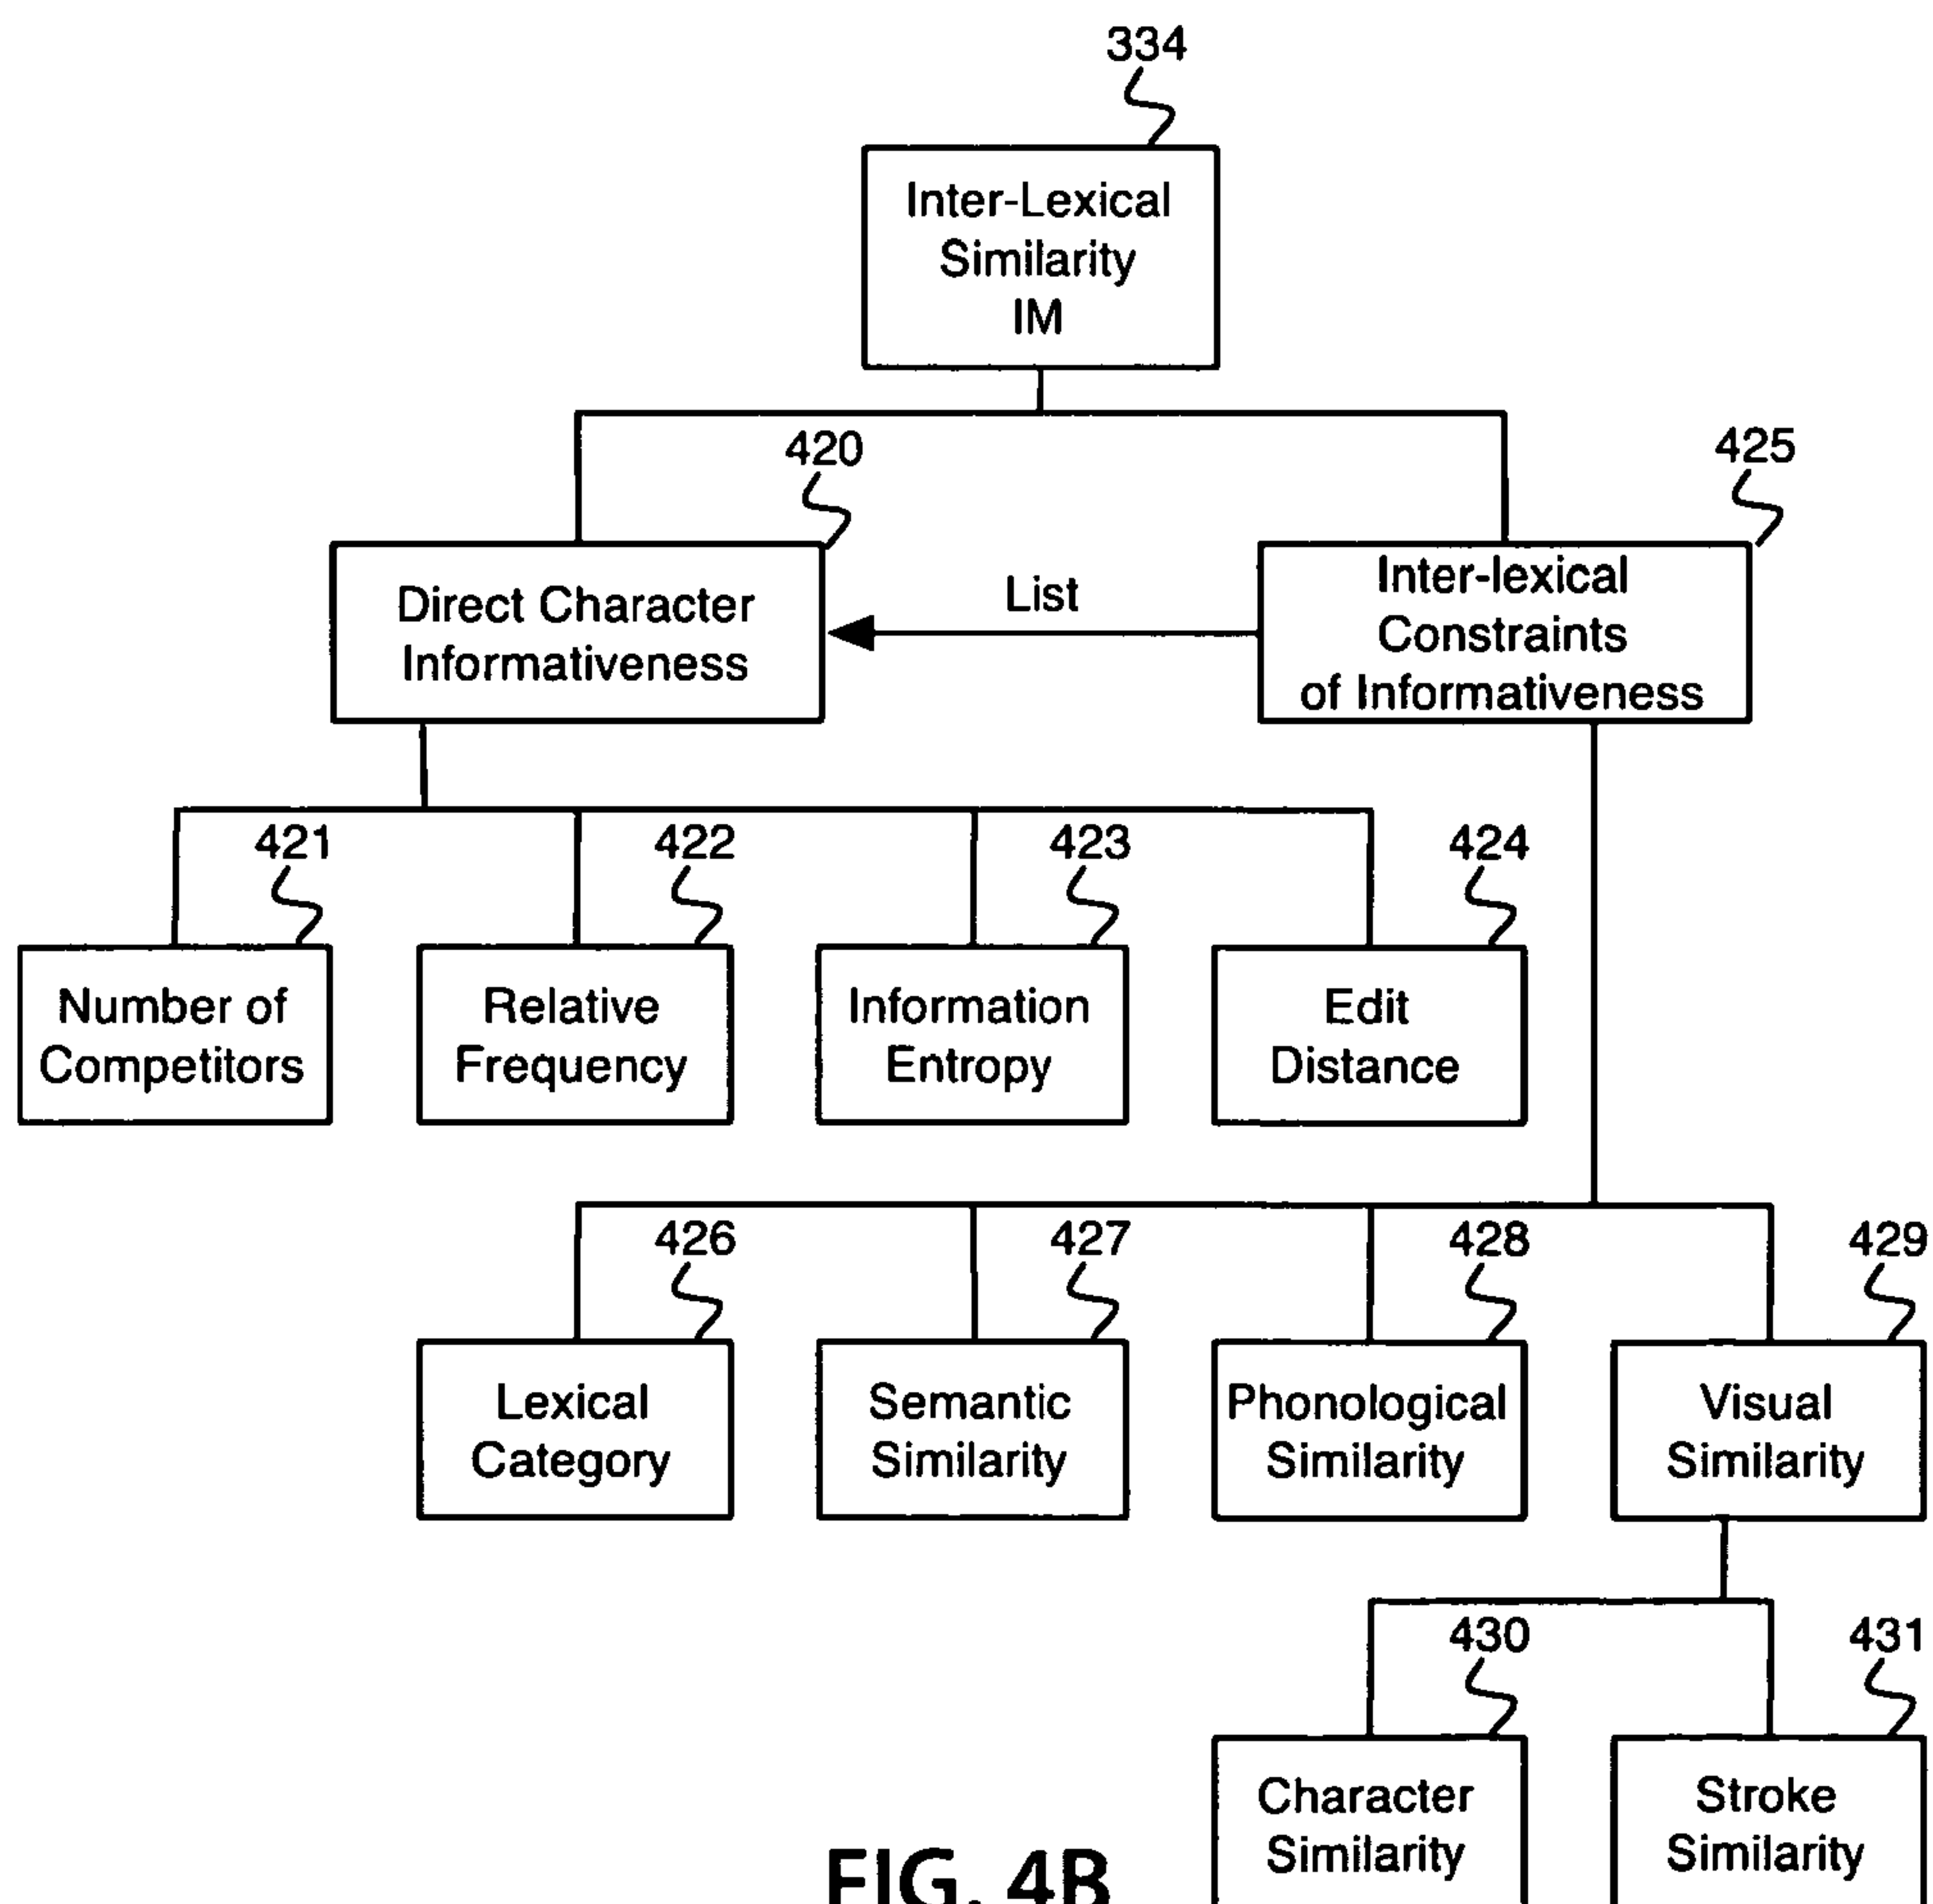 334
Inter-Lexical
Similarity
IM
420
425
Direct Character
Informativeness
List
Inter-lexical
Constraints
of Informativeness
421
422
423
424
Number of
Competitors
Relative
Frequency
Information
Entropy
Edit
Distance
426
427
428
429
Lexical
Category
Semantic
Similarity
Phonological
Similarity
Visual
Similarity
430
431
Character
Similarity
Stroke
Similarity
FIG. 4B